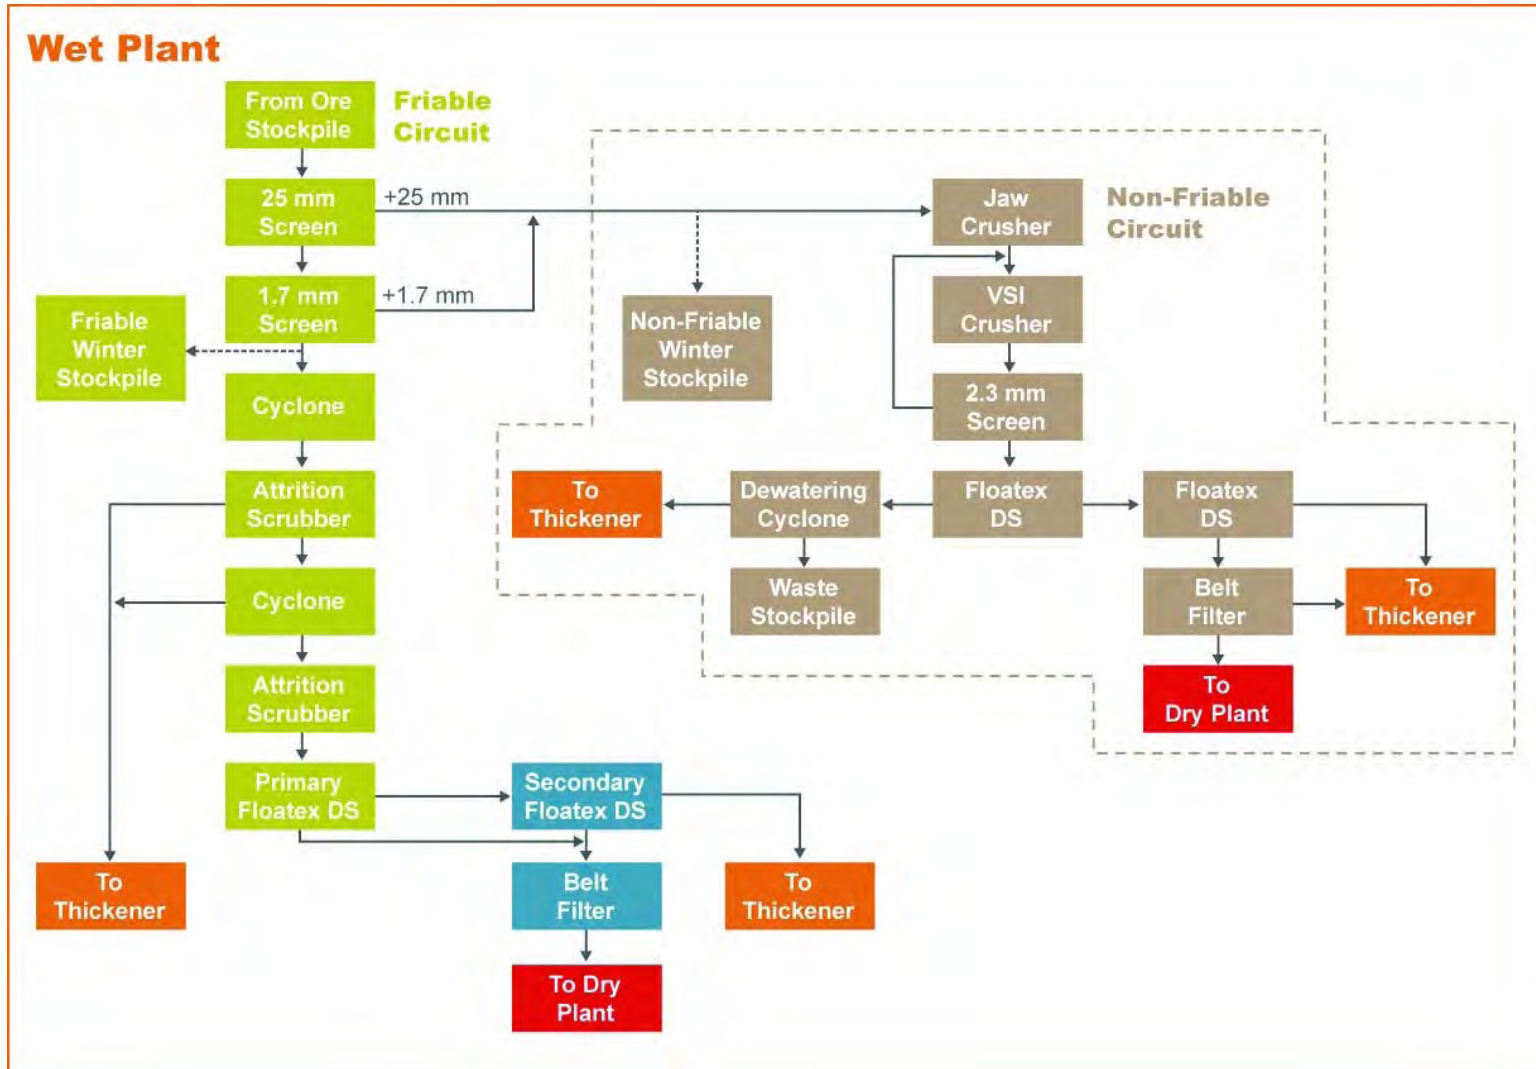 Wet Plant
From Ore
Stockpile
Friable
Circuit
25 mm
Screen
+25 mm
Jaw
Crusher
Non-Friable
Circuit
1.7 mm
Screen
+1.7 mm
Friable
Winter
Stockpile
Non-Friable
Winter
Stockpile
VSI
Crusher
Cyclone
2.3 mm
Screen
Attrition
Scrubber
To
Thickener
Dewatering
Cyclone
Floatex
DS
Floatex
DS
Cyclone
Waste
Stockpile
Belt
Filter
To
Thickener
Attrition
Scrubber
To
Dry Plant
Primary
Floatex DS
Secondary
Floatex DS
To
Thickener
Belt
Filter
To
Thickener
To Dry
Plant